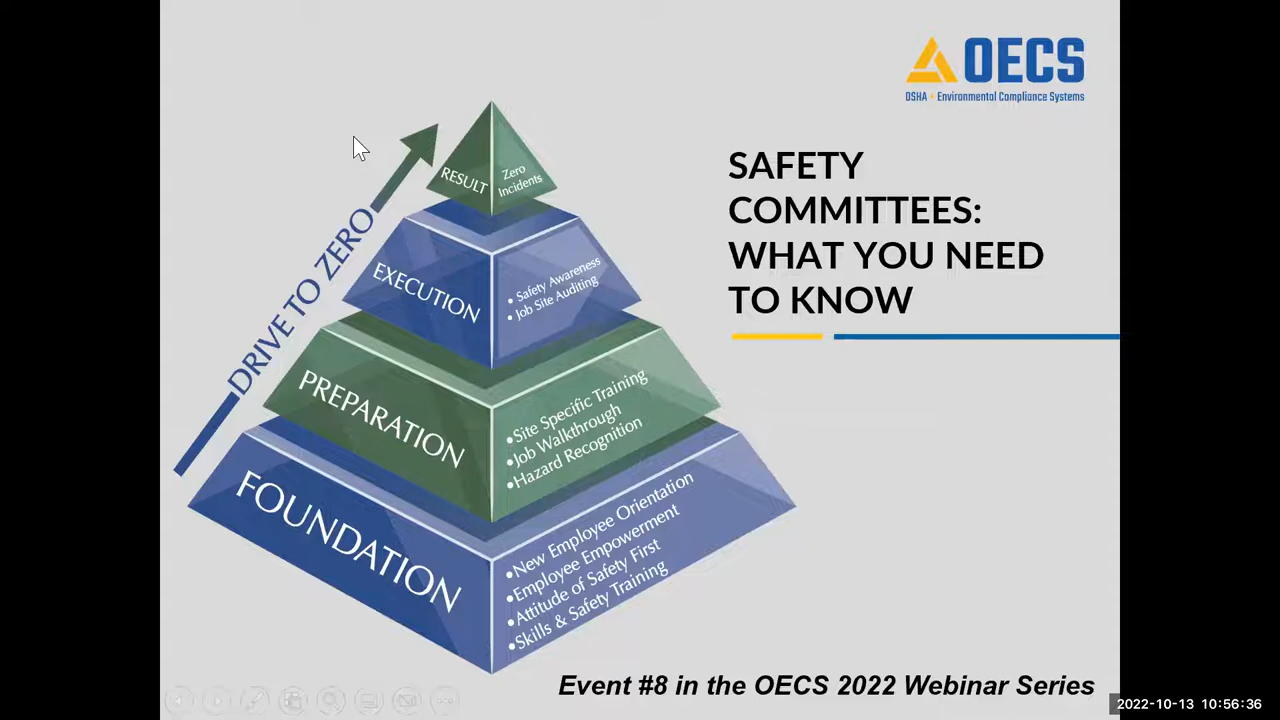 OECS
OSHA • Environmental Compliance Systems
SAFETY
COMMITTEES:
WHAT YOU NEED
TO KNOW
DRIVE TO ZERO
RESULT
Zero
Incidents
EXECUTION
• Safety Awareness
• Job Site Auditing
PREPARATION
•Site Specific Training
•Job Walkthrough
•Hazard Recognition
FOUNDATION
•New Employee Orientation
•Employee Empowerment
•Attitude of Safety First
•Skills & Safety Training
Event #8 in the OECS 2022 Webinar Series
2022-10-13 10:56:36